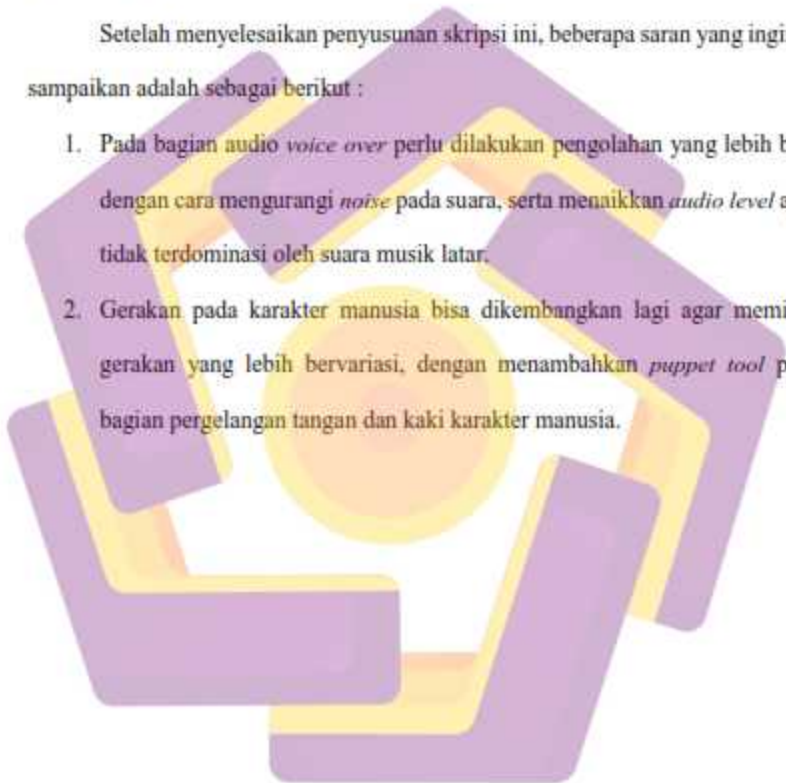 Setelah menyelesaikan penyusunan skripsi ini, beberapa saran yang ingi
sampaikan adalah sebagai berikut :
1. Pada bagian audio voice over perlu dilakukan pengolahan yang lebih b
dengan cara mengurangi noise pada suara, serta menaikkan audio level a
tidak terdominasi oleh suara musik latar.
2. Gerakan pada karakter manusia bisa dikembangkan lagi agar memi
gerakan yang lebih bervariasi, dengan menambahkan puppet tool p
bagian pergelangan tangan dan kaki karakter manusia.